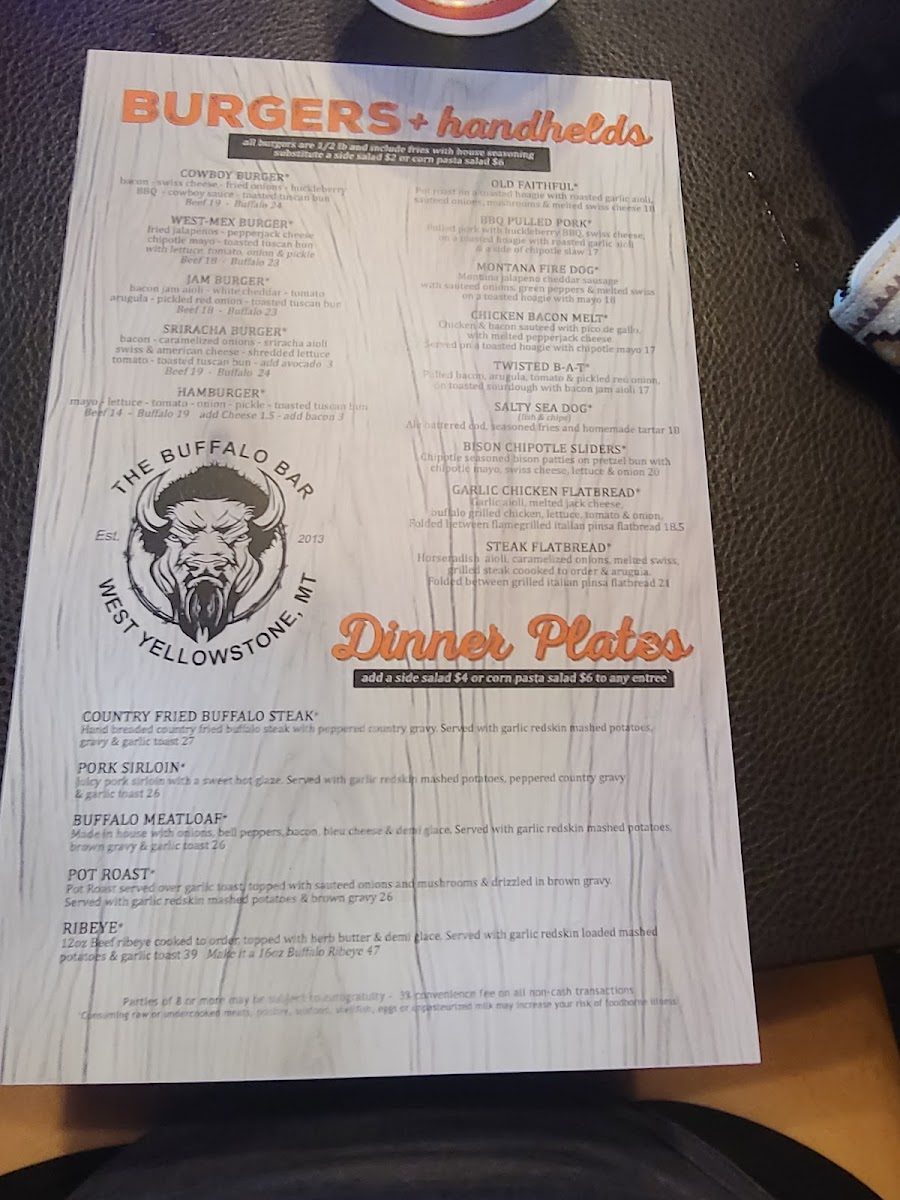 BURGERS + handhelds
all burgers are 1/2 lb and include fries with house seasoning
substitute a side salad $2 or corn pasta salad $6
COWBOY BURGER*
bacon - swiss cheese - fried onions - huckleberry
BBQ - cowboy sauce - toasted tuscan bun
Beef 19 - Buffalo 24
WEST-MEX BURGER*
fried jalapenos - pepperjack cheese
chipotle mayo - toasted tuscan bun
with lettuce, tomato, onion & pickle
Beef 18 - Buffalo 23
JAM BURGER*
bacon jam aioli - white cheddar - tomato
arugula - pickled red onion - toasted tuscan bun
Beef 18 - Buffalo 23
SRIRACHA BURGER*
bacon - caramelized onions - sriracha aioli
swiss & american cheese - shredded lettuce
tomato - toasted tuscan bun - add avocado 3
Beef 19 - Buffalo 24
HAMBURGER*
mayo - lettuce - tomato - onion - pickle - toasted tuscan bun
Beef 14 - Buffalo 19 add Cheese 1.5 - add bacon 3
OLD FAITHFUL*
Pot roast on a toasted hoagie with roasted garlic aioli,
sauteed onions, mushrooms & melted swiss cheese 18
BBQ PULLED PORK*
Pulled pork with huckleberry BBQ, swiss cheese,
on a toasted hoagie with roasted garlic aioli
& a side of chipotle slaw 17
MONTANA FIRE DOG*
Montana jalapeno cheddar sausage
with sauteed onions, green peppers & melted swiss
on a toasted hoagie with mayo 18
CHICKEN BACON MELT*
Chicken & bacon sauteed with pico de gallo,
with melted pepperjack cheese.
Served on a toasted hoagie with chipotle mayo 17
TWISTED B-A-T*
Pulled bacon, arugula, tomato & pickled red onion,
on toasted sourdough with bacon jam aioli 17
SALTY SEA DOG*
(fish & chips)
Ale battered cod, seasoned fries and homemade tartar 18
BISON CHIPOTLE SLIDERS*
Chipotle seasoned bison patties on pretzel bun with
chipotle mayo, swiss cheese, lettuce & onion 20
GARLIC CHICKEN FLATBREAD*
Garlic aioli, melted jack cheese,
buffalo grilled chicken, lettuce, tomato & onion.
Folded between flamegrilled italian pinsa flatbread 18.5
STEAK FLATBREAD*
Horseradish aioli, caramelized onions, melted swiss,
grilled steak coooked to order & arugula.
Folded between grilled italian pinsa flatbread 21
THE BUFFALO BAR
Est. 2013
WEST YELLOWSTONE, MT
Dinner Plates
add a side salad $4 or corn pasta salad $6 to any entree
COUNTRY FRIED BUFFALO STEAK*
Hand breaded country fried buffalo steak with peppered country gravy. Served with garlic redskin mashed potatoes,
gravy & garlic toast 27
PORK SIRLOIN*
Juicy pork sirloin with a sweet hot glaze. Served with garlic redskin mashed potatoes, peppered country gravy
& garlic toast 26
BUFFALO MEATLOAF*
Made in house with onions, bell peppers, bacon, bleu cheese & demi glace. Served with garlic redskin mashed potatoes,
brown gravy & garlic toast 26
POT ROAST*
Pot Roast served over garlic toast, topped with sauteed onions and mushrooms & drizzled in brown gravy.
Served with garlic redskin mashed potatoes & brown gravy 26
RIBEYE*
12oz Beef ribeye cooked to order, topped with herb butter & demi glace. Served with garlic redskin loaded mashed
potatoes & garlic toast 39 Make it a 16oz Buffalo Ribeye 47
Parties of 8 or more may be subject to autogratuity - 3% convenience fee on all non-cash transactions
*Consuming raw or undercooked meats, poultry, seafood, shellfish, eggs or unpasteurized milk may increase your risk of foodborne illness